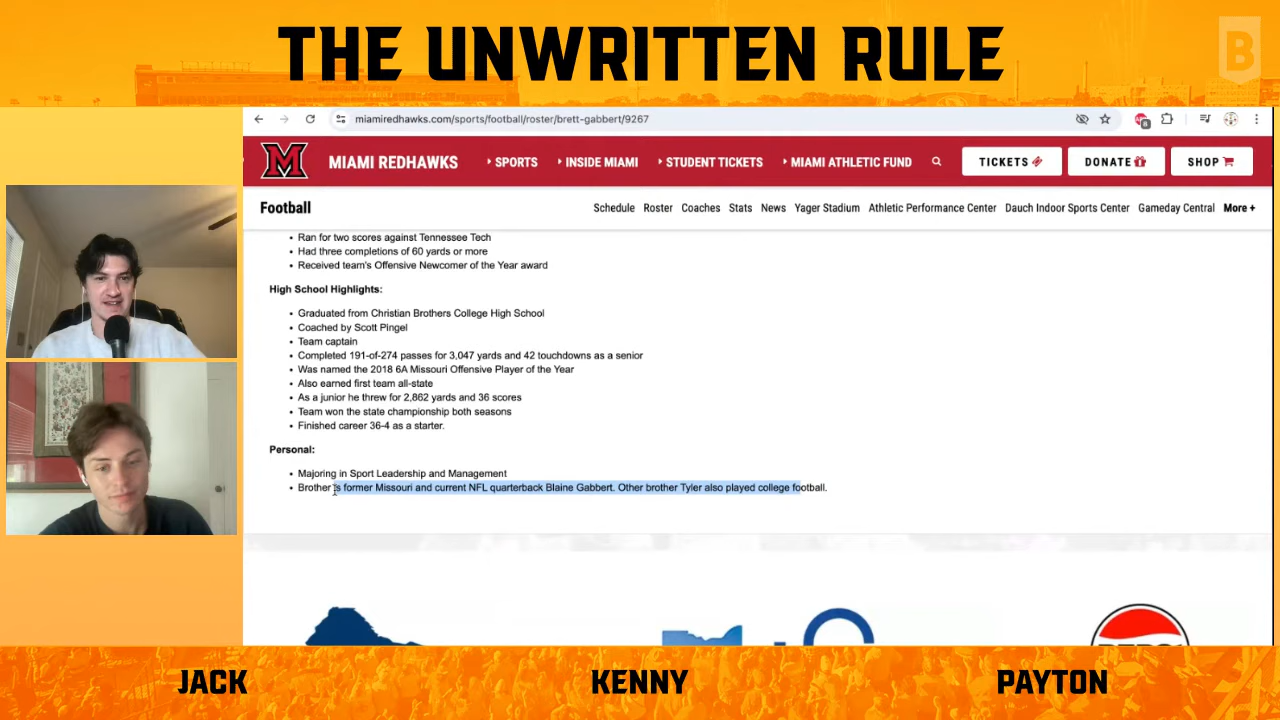 THE UNWRITTEN RULE
B
miamiredhawks.com/sports/football/roster/brett-gabbert/9267
M MIAMI REDHAWKS SPORTS INSIDE MIAMI STUDENT TICKETS MIAMI ATHLETIC FUND TICKETS DONATE SHOP
Football Schedule Roster Coaches Stats News Yager Stadium Athletic Performance Center Dauch Indoor Sports Center Gameday Central More +
• Ran for two scores against Tennessee Tech
• Had three completions of 60 yards or more
• Received team's Offensive Newcomer of the Year award
High School Highlights:
• Graduated from Christian Brothers College High School
• Coached by Scott Pingel
• Team captain
• Completed 191-of-274 passes for 3,047 yards and 42 touchdowns as a senior
• Was named the 2018 6A Missouri Offensive Player of the Year
• Also earned first team all-state
• As a junior he threw for 2,862 yards and 36 scores
• Team won the state championship both seasons
• Finished career 36-4 as a starter.
Personal:
• Majoring in Sport Leadership and Management
• Brother is former Missouri and current NFL quarterback Blaine Gabbert. Other brother Tyler also played college football.
JACK KENNY PAYTON